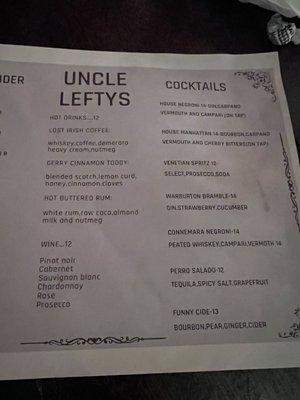 UNCLE
LEFTYS
HOT DRINKS...12
LOST IRISH COFFEE:
whiskey,coffee,demerara
heavy cream,nutmeg
GERRY CINNAMON TODDY:
blended scotch,lemon curd,
honey,cinnamon,cloves
HOT BUTTERED RUM:
white rum,raw coco,almond
milk and nutmeg
WINE...12
Pinot noir
Cabernet
Sauvignon blanc
Chardonnay
Rose
Prosecco
COCKTAILS
HOUSE NEGRONI-14-GIN,CARPANO
VERMOUTH AND CAMPARI (ON TAP)
HOUSE MANHATTAN 14-BOURBON,CARPANO
VERMOUTH AND CHERRY BITTERS(ON TAP)
VENETIAN SPRITZ 12-
SELECT,PROSECCO,SODA
WARBURTON BRAMBLE-14
GIN,STRAWBERRY,CUCUMBER
CONNEMARA NEGRONI-14
PEATED WHISKEY,CAMPARI,VERMOTH 14
PERRO SALADO-12
TEQUILA,SPICY SALT,GRAPEFRUIT
FUNNY CIDE-13
BOURBON,PEAR,GINGER,CIDER